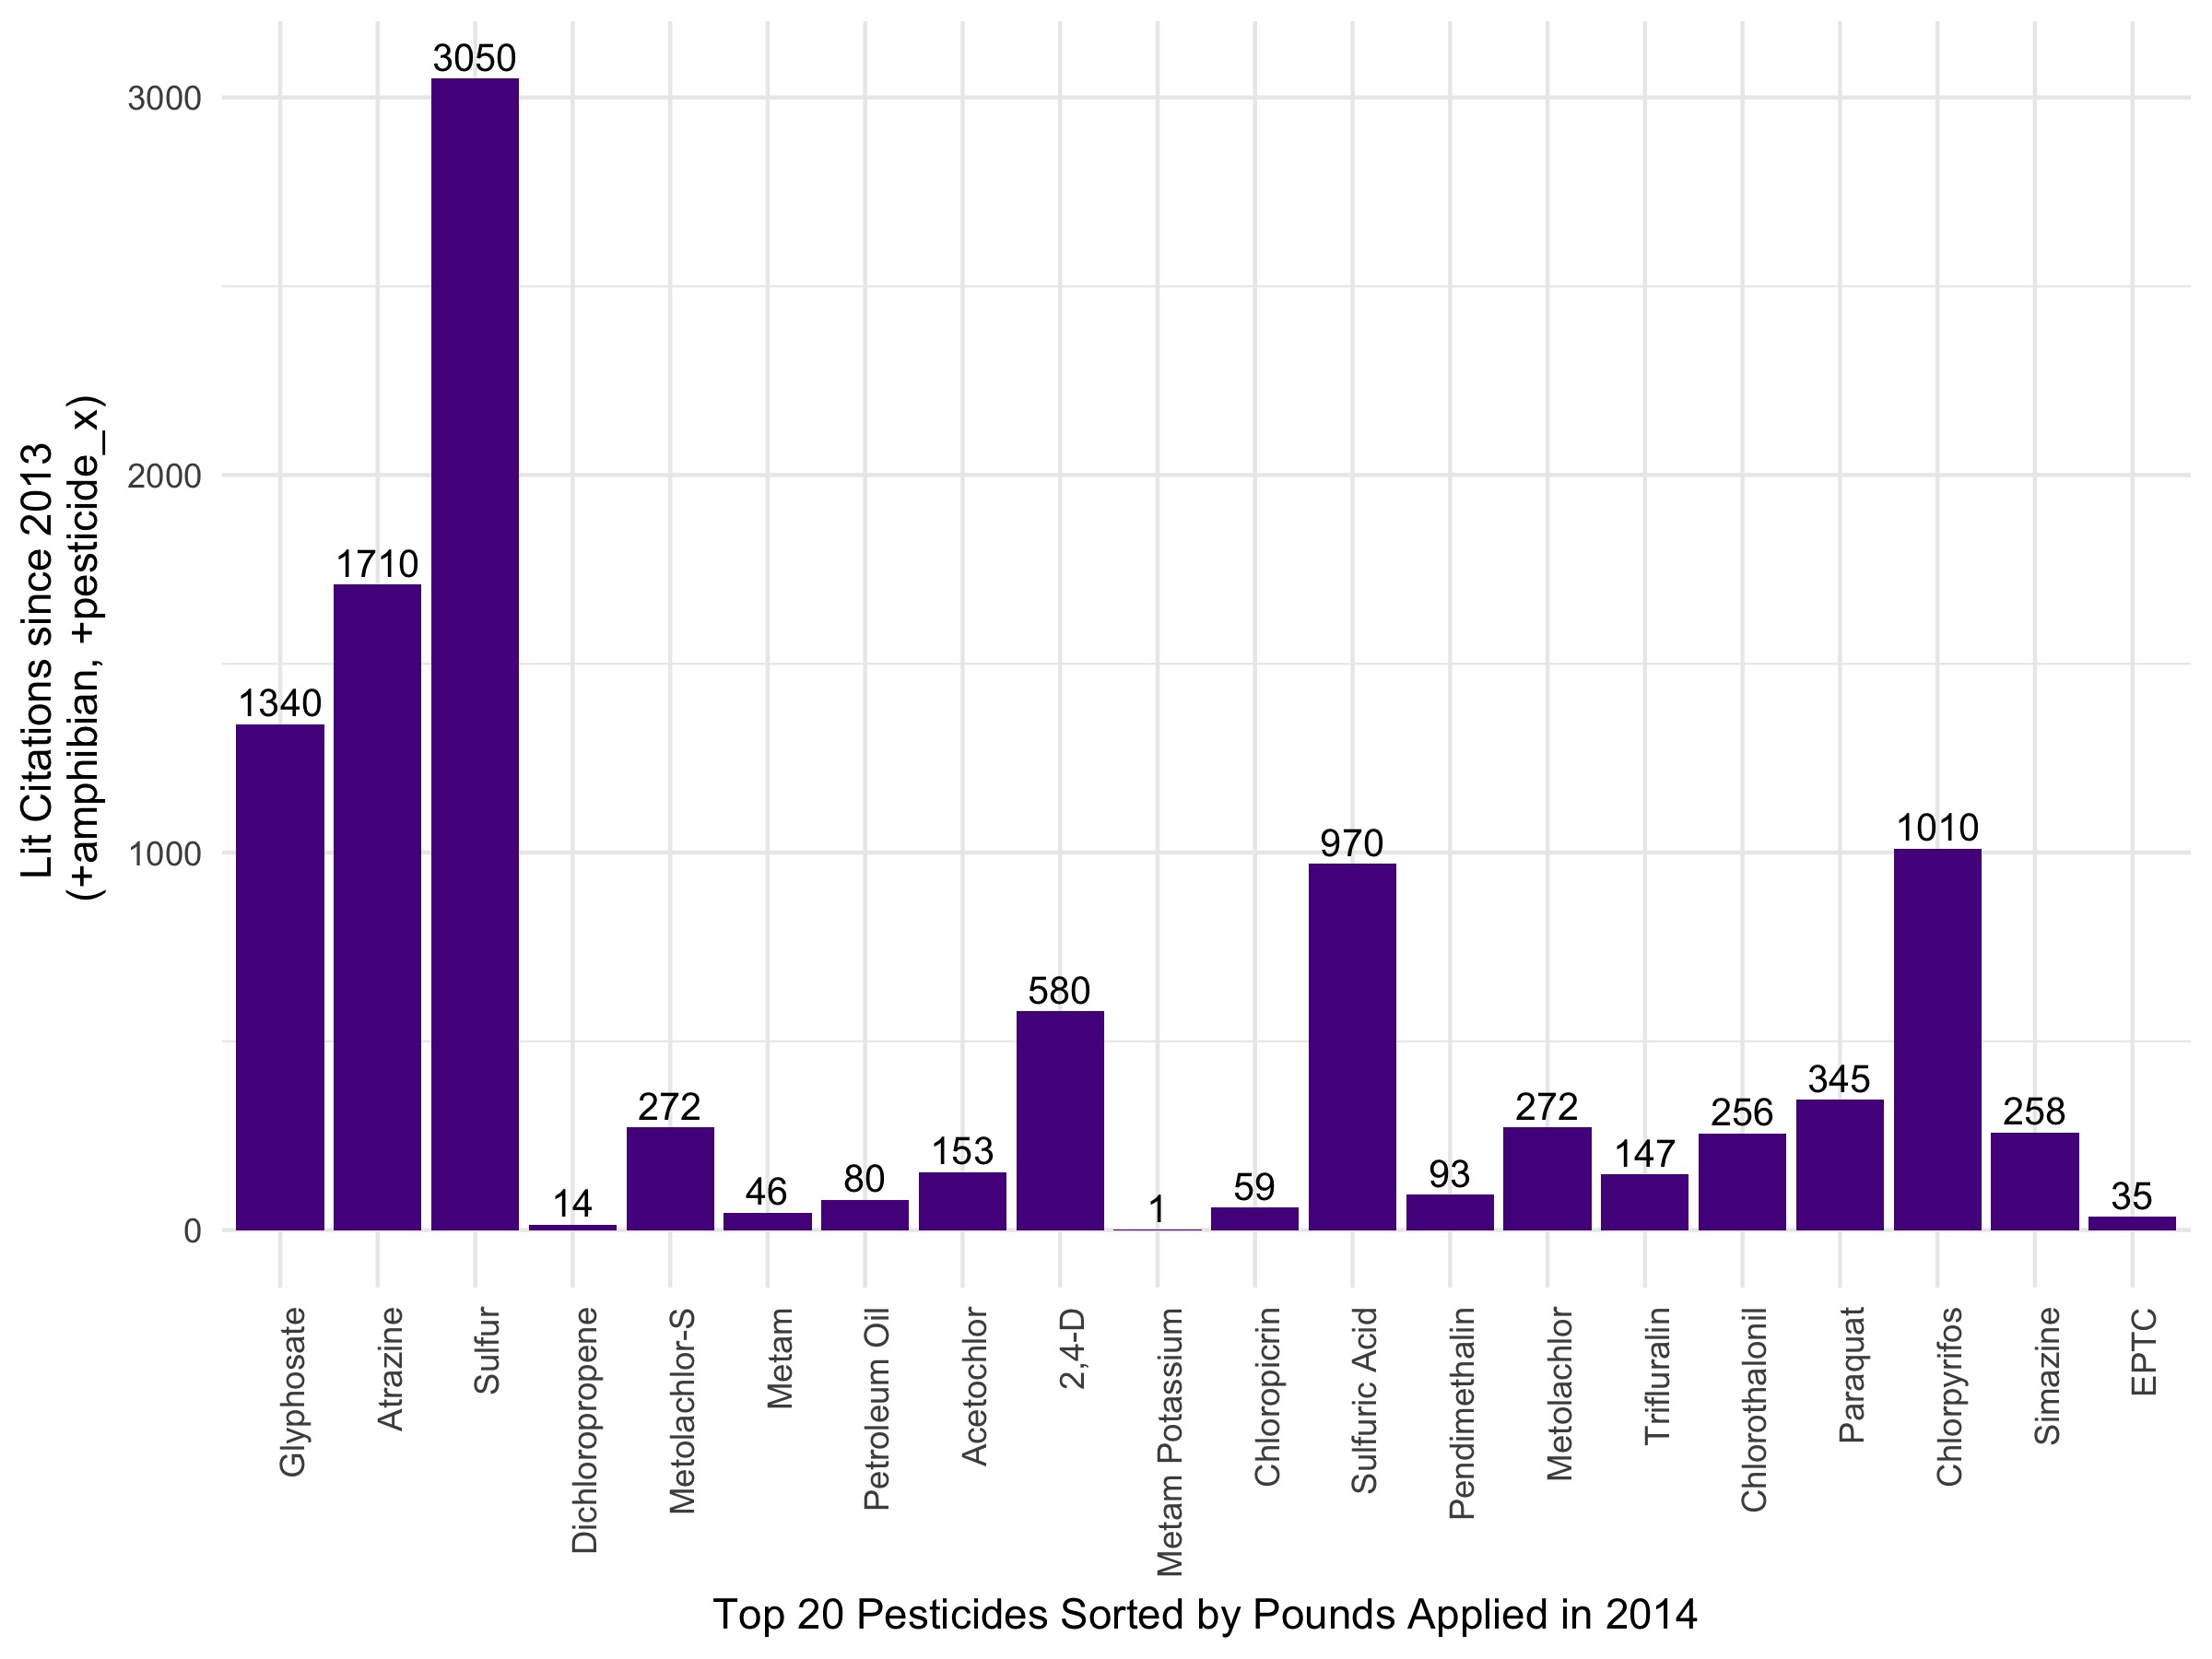 Lit Citations since 2013
(+amphibian, +pesticide_x)
3000
2000
1000
0
1340
1710
3050
14
272
46
80
153
580
1
59
970
93
272
147
256
345
1010
258
35
Glyphosate
Atrazine
Sulfur
Dichloropropene
Metolachlor-S
Metam
Petroleum Oil
Acetochlor
2,4-D
Metam Potassium
Chloropicrin
Sulfuric Acid
Pendimethalin
Metolachlor
Trifluralin
Chlorothalonil
Paraquat
Chlorpyrifos
Simazine
EPTC
Top 20 Pesticides Sorted by Pounds Applied in 2014